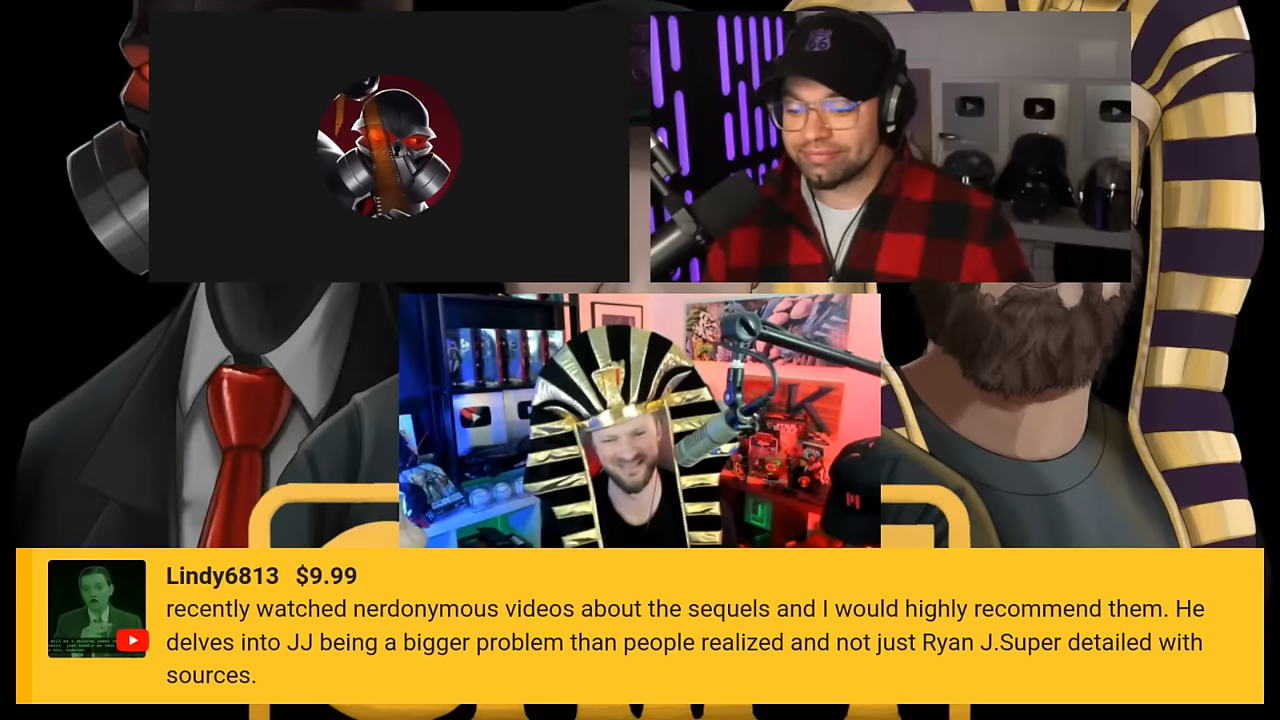 Lindy6813 $9.99
recently watched nerdonymous videos about the sequels and I would highly recommend them. He
delves into JJ being a bigger problem than people realized and not just Ryan J.Super detailed with
sources.